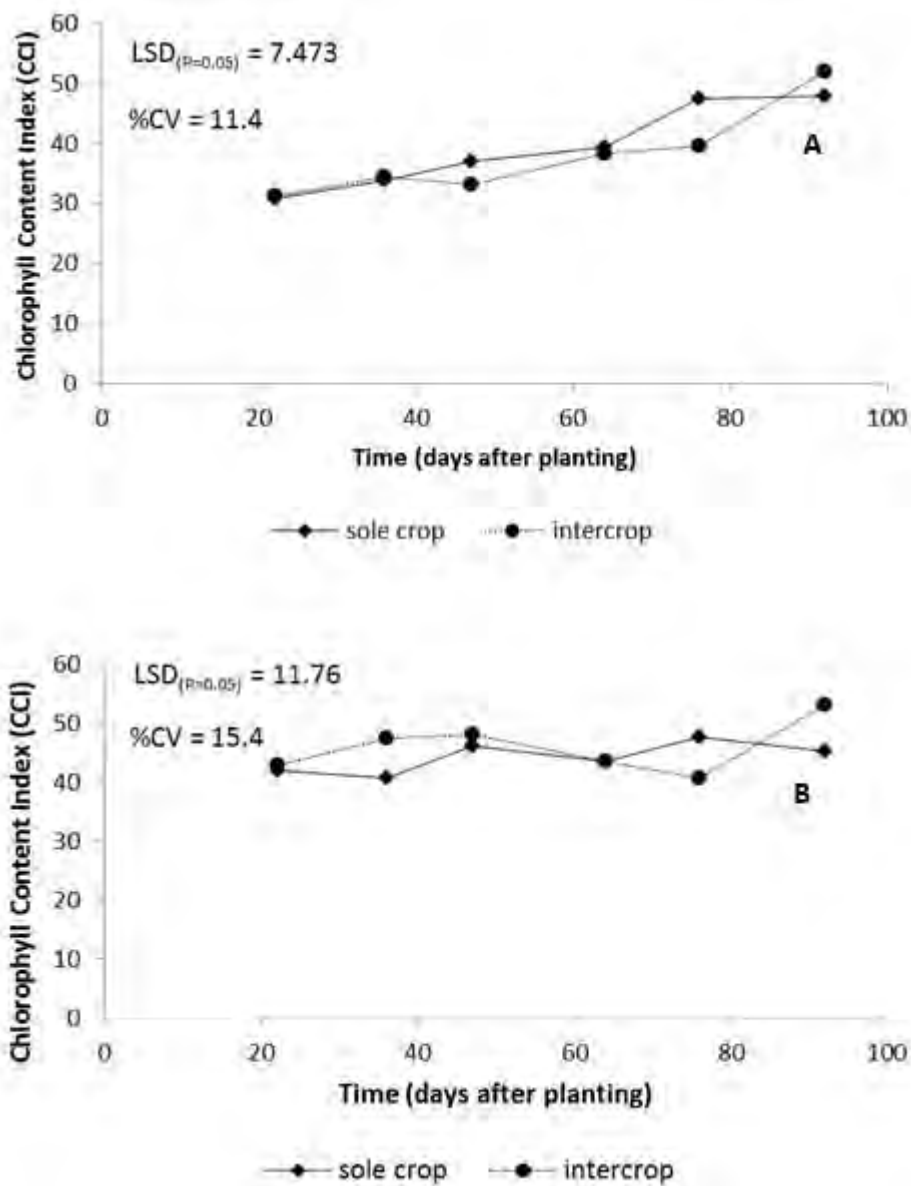 60
50
40
30
20
10
0
Chlorophyll Content Index (CCI)
LSD(P=0.05) = 7.473
%CV = 11.4
A
0 20 40 60 80 100
Time (days after planting)
sole crop intercrop
60
50
40
30
20
10
0
Chlorophyll Content Index (CCI)
LSD(P=0.05) = 11.76
%CV = 15.4
B
0 20 40 60 80 100
Time (days after planting)
sole crop intercrop